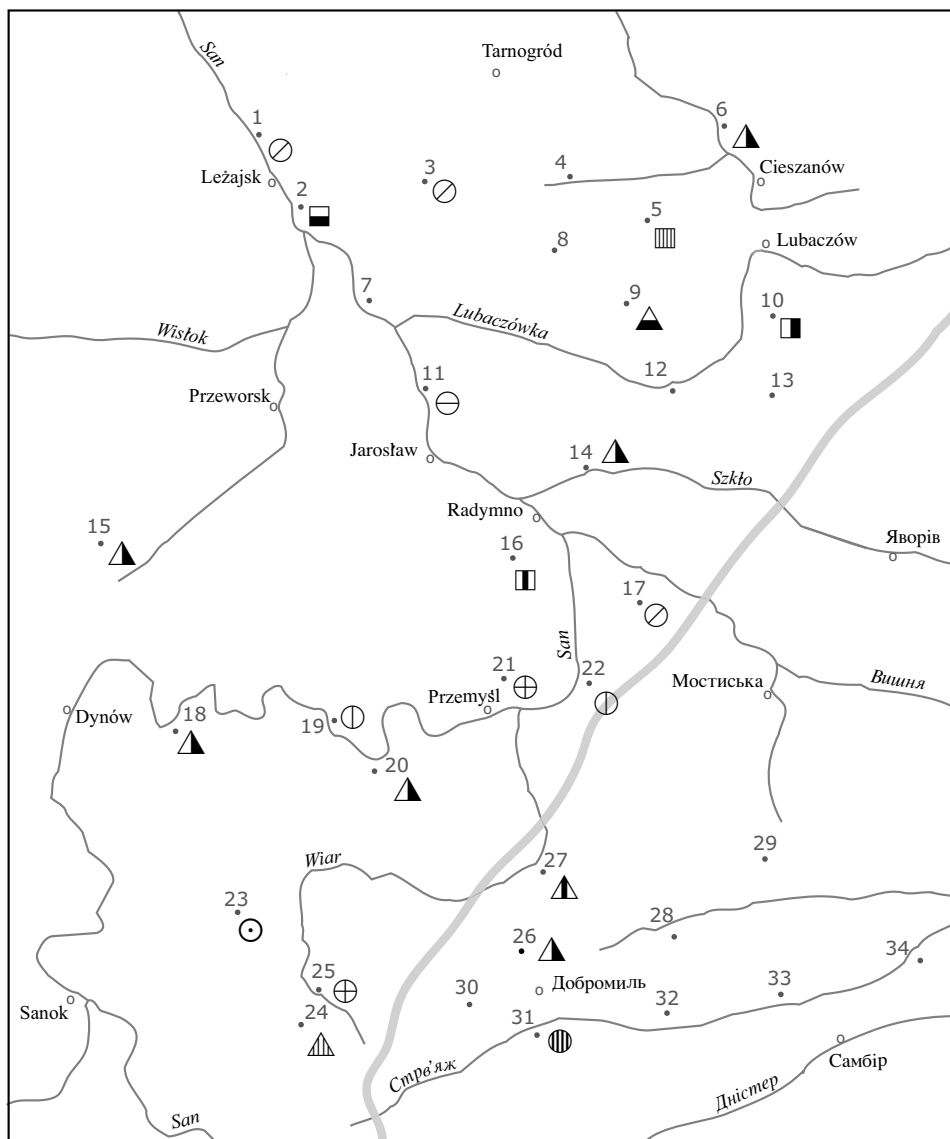 San
Tarnogród
1
6
Leżajsk
3
4
Cieszanów
2
5
8
Lubaczów
7
9
10
Lubaczówka
Wisłok
11
12
13
Przeworsk
Jarosław
14
Szkło
Radymno
15
16
Яворів
17
San
21
22
Przemyśl
Мостиська
Вишня
Dynów
18
19
20
Wiar
27
29
23
26
28
34
25
30
Добромиль
33
Sanok
24
31
32
Стрв'яж
Самбір
San
Дністер